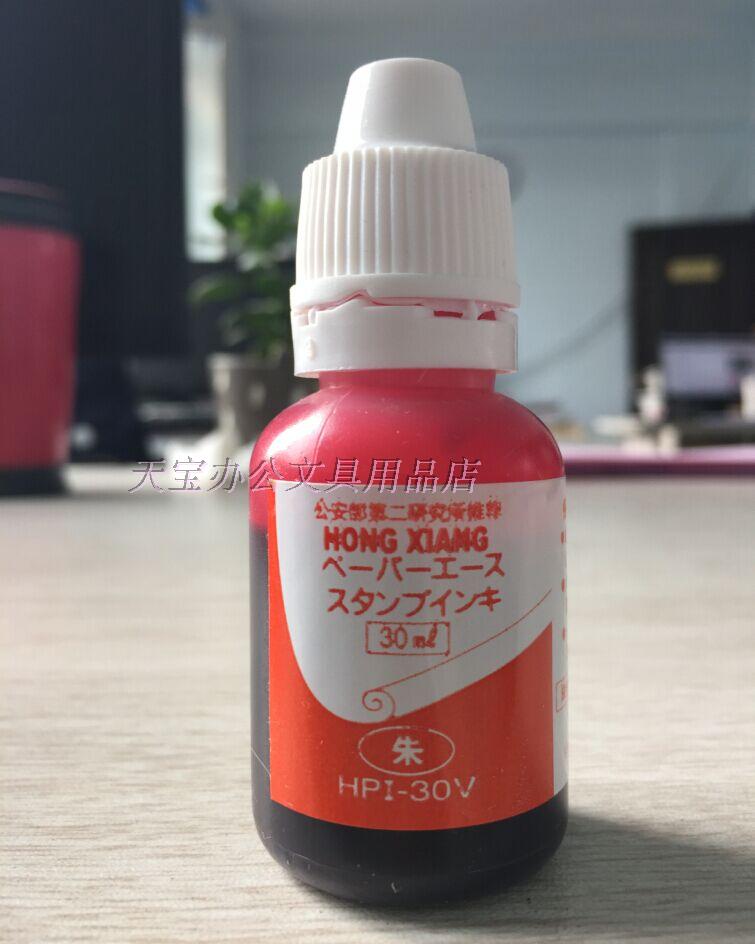 天宝办公文具用品店
公安部第二研究所推荐
HONG XIANG
ペーパーエース
スタンプインキ
30ml
朱
HPI-30V